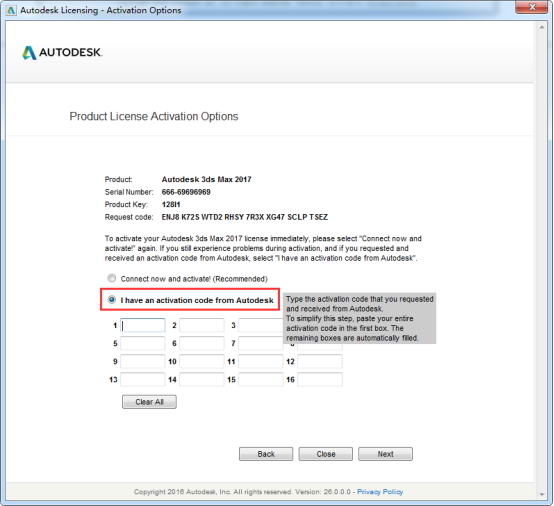 Autodesk Licensing - Activation Options
AUTODESK.
Product License Activation Options
Product: Autodesk 3ds Max 2017
Serial Number: 666-69696969
Product Key: 128I1
Request code: ENJ8 K72S WTD2 RHSY 7R3X XG47 SCLP TSEZ
To activate your Autodesk 3ds Max 2017 license immediately, please select "Connect now and
activate!" again. If you still experience problems during activation, and if you requested and
received an activation code from Autodesk, select "I have an activation code from Autodesk".
Connect now and activate! (Recommended)
I have an activation code from Autodesk
Type the activation code that you requested
and received from Autodesk.
To simplify this step, paste your entire
activation code in the first box. The
remaining boxes are automatically filled.
1 2 3
5 6 7
9 10 11 12
13 14 15 16
Clear All
Back Close Next
Copyright 2016 Autodesk, Inc. All rights reserved. Version: 26.0.0.0 - Privacy Policy